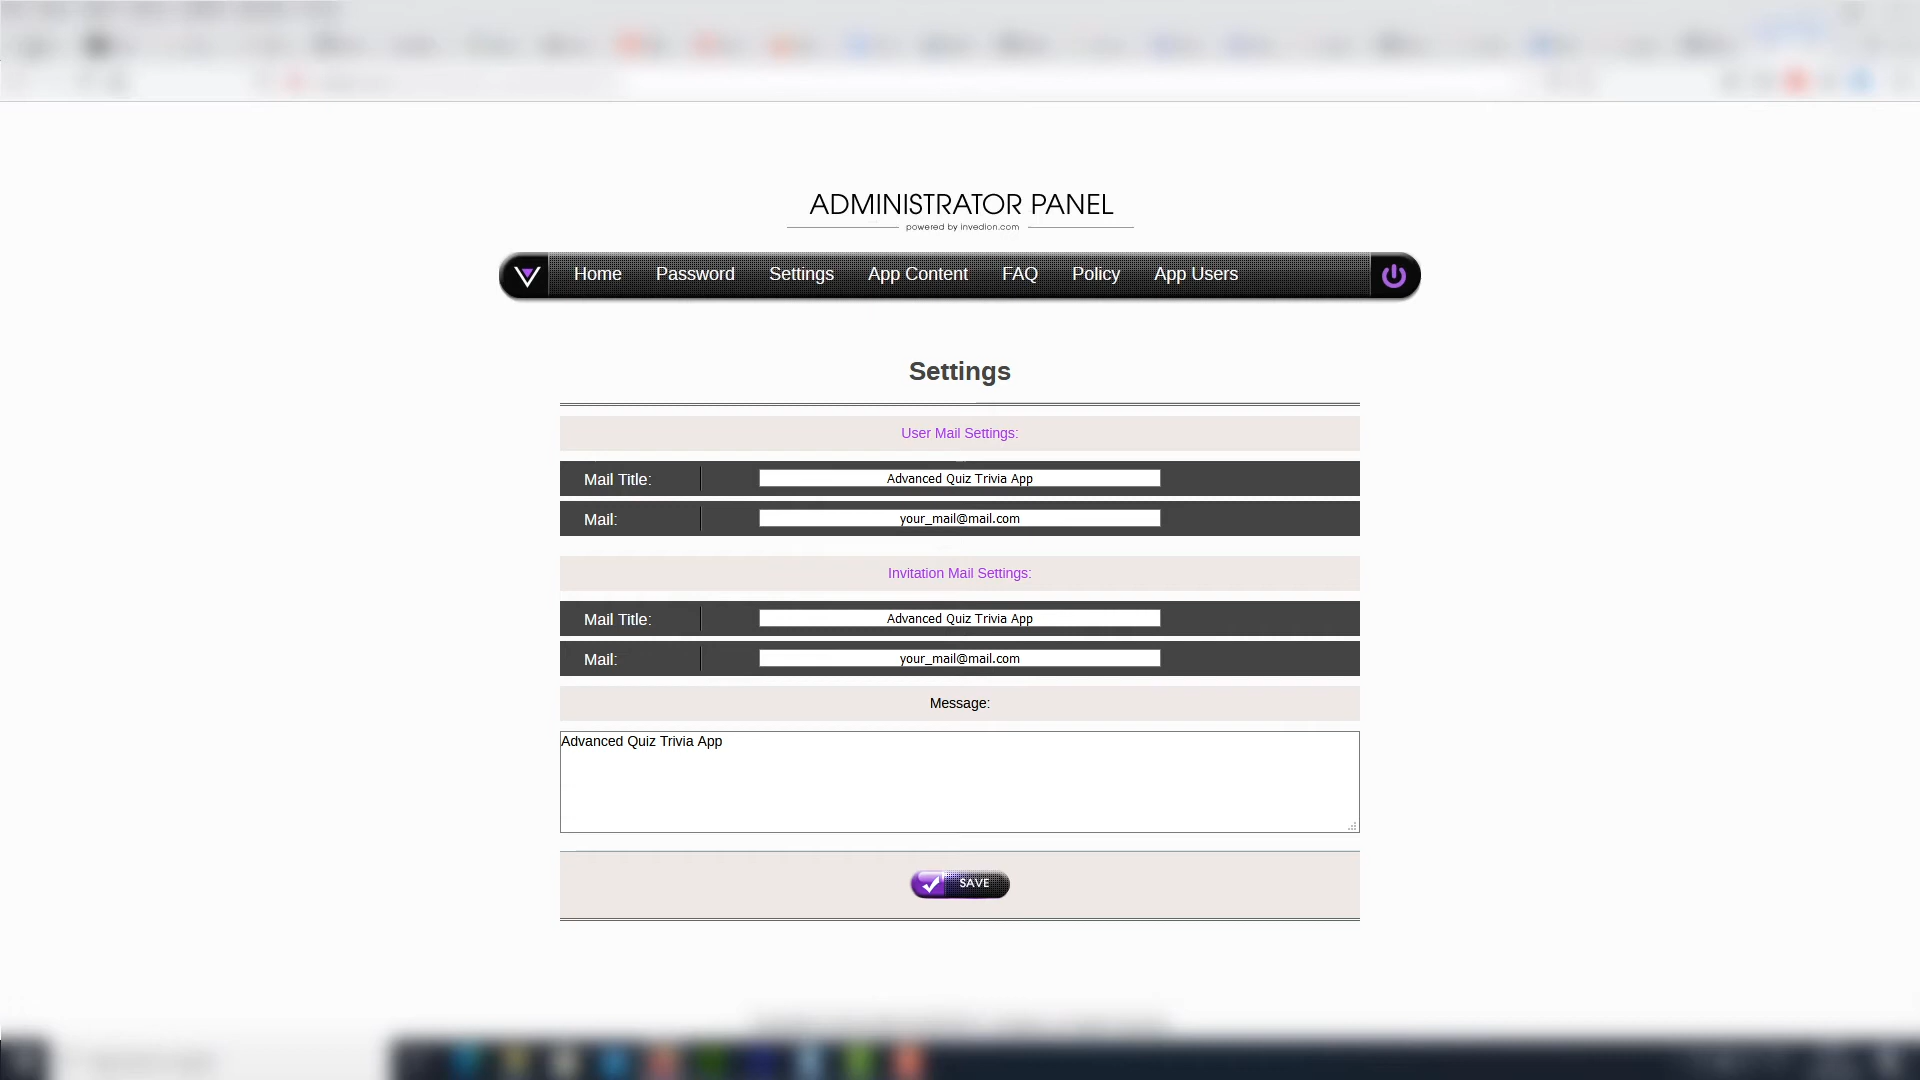 ADMINISTRATOR PANEL
powered by invedion.com
Home Password Settings App Content FAQ Policy App Users
Settings
User Mail Settings:
Mail Title: Advanced Quiz Trivia App
Mail: your_mail@mail.com
Invitation Mail Settings:
Mail Title: Advanced Quiz Trivia App
Mail: your_mail@mail.com
Message:
Advanced Quiz Trivia App
SAVE